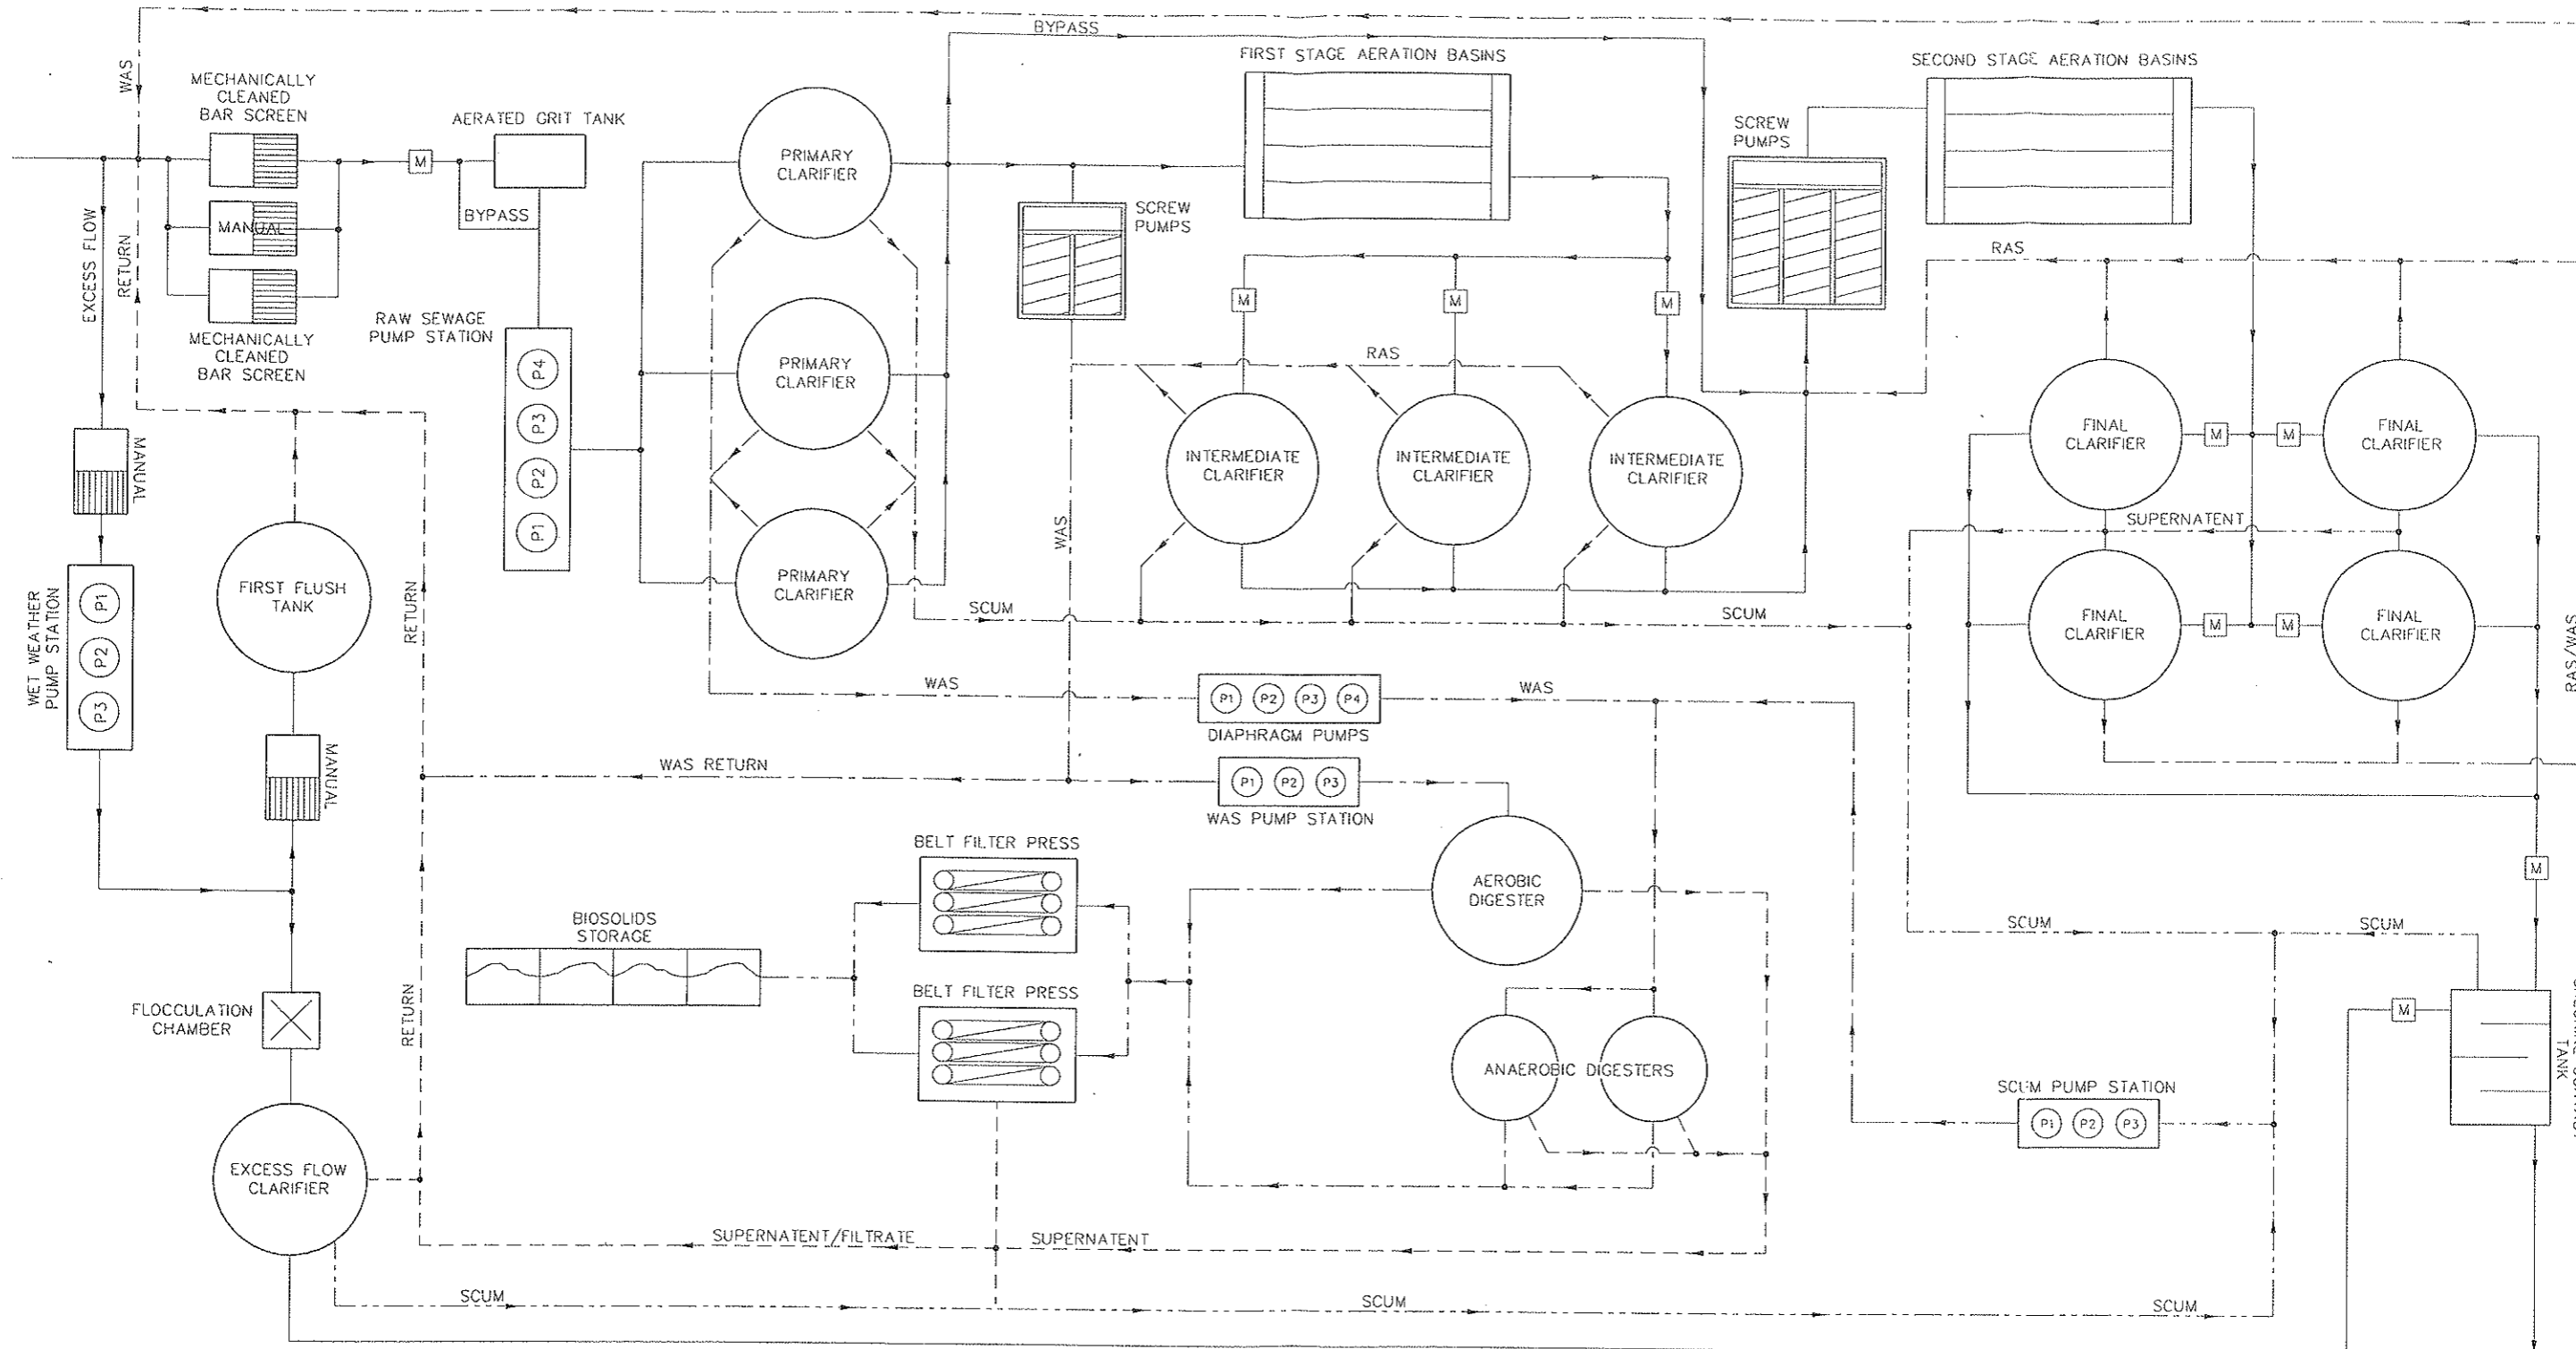 BYPASS
FIRST STAGE AERATION BASINS
SECOND STAGE AERATION BASINS
WAS
MECHANICALLY
CLEANED
BAR SCREEN
AERATED GRIT TANK
SCREW
PUMPS
M
PRIMARY
CLARIFIER
BYPASS
MANUAL
SCREW
PUMPS
EXCESS FLOW
RETURN
RAS
M
M
M
RAW SEWAGE
PUMP STATION
MECHANICALLY
CLEANED
BAR SCREEN
P4
P3
P2
P1
PRIMARY
CLARIFIER
RAS
MANUAL
INTERMEDIATE
CLARIFIER
INTERMEDIATE
CLARIFIER
INTERMEDIATE
CLARIFIER
FINAL
CLARIFIER
M
M
FINAL
CLARIFIER
WAS
SUPERNATENT
WET WEATHER
PUMP STATION
P1
P2
P3
FIRST FLUSH
TANK
RETURN
PRIMARY
CLARIFIER
SCUM
SCUM
FINAL
CLARIFIER
M
M
FINAL
CLARIFIER
RAS/WAS
WAS
P1
P2
P3
P4
WAS
DIAPHRAGM PUMPS
MANUAL
WAS RETURN
P1
P2
P3
WAS PUMP STATION
BELT FILTER PRESS
M
AEROBIC
DIGESTER
BIOSOLIDS
STORAGE
SCUM
SCUM
BELT FILTER PRESS
FLOCCULATION
CHAMBER
RETURN
M
TANK
ANAEROBIC DIGESTERS
SCUM PUMP STATION
P1
P2
P3
EXCESS FLOW
CLARIFIER
SUPERNATENT/FILTRATE
SUPERNATENT
SCUM
SCUM
SCUM